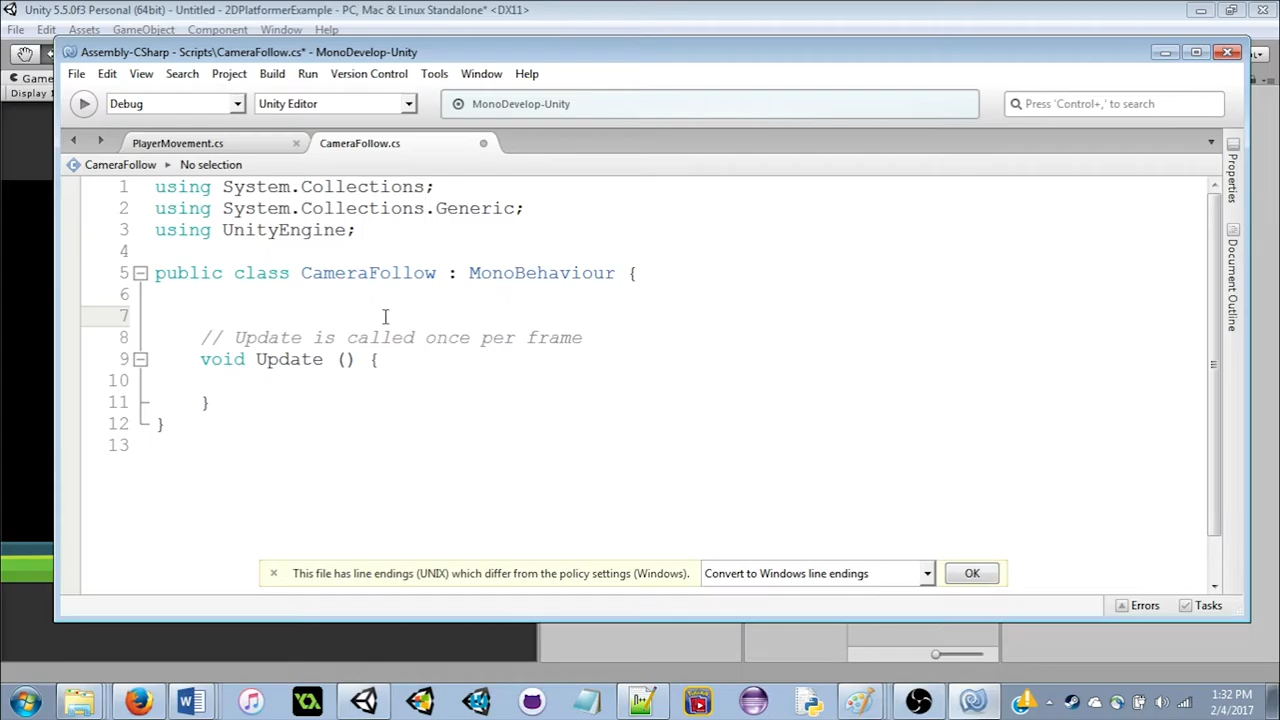 Unity 5.5.0f3 Personal (64bit) - Untitled - 2DPlatformerExample - PC, Mac & Linux Standalone* <DX11>
File Edit Assets GameObject Component Window Help
Game
Display 1
Assembly-CSharp - Scripts\CameraFollow.cs* - MonoDevelop-Unity
File Edit View Search Project Build Run Version Control Tools Window Help
Debug Unity Editor MonoDevelop-Unity Press 'Control+,' to search
PlayerMovement.cs CameraFollow.cs
CameraFollow No selection
1 using System.Collections;
2 using System.Collections.Generic;
3 using UnityEngine;
4
5 public class CameraFollow : MonoBehaviour {
6
7
8 // Update is called once per frame
9 void Update () {
10
11 }
12 }
13
Properties
Document Outline
This file has line endings (UNIX) which differ from the policy settings (Windows). Convert to Windows line endings OK
Errors Tasks
1:32 PM
2/4/2017